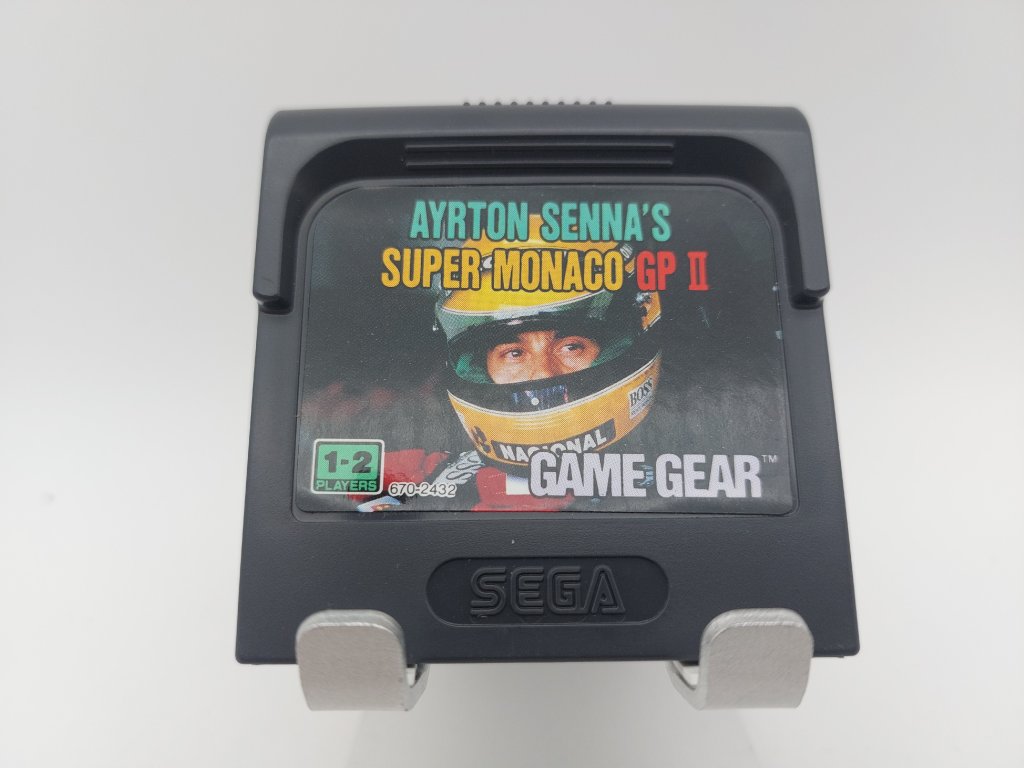 AYRTON SENNA'S
SUPER MONACO GP II
BOSS
NACIONAL
1-2
PLAYERS
670-2432
GAME GEAR™
SEGA